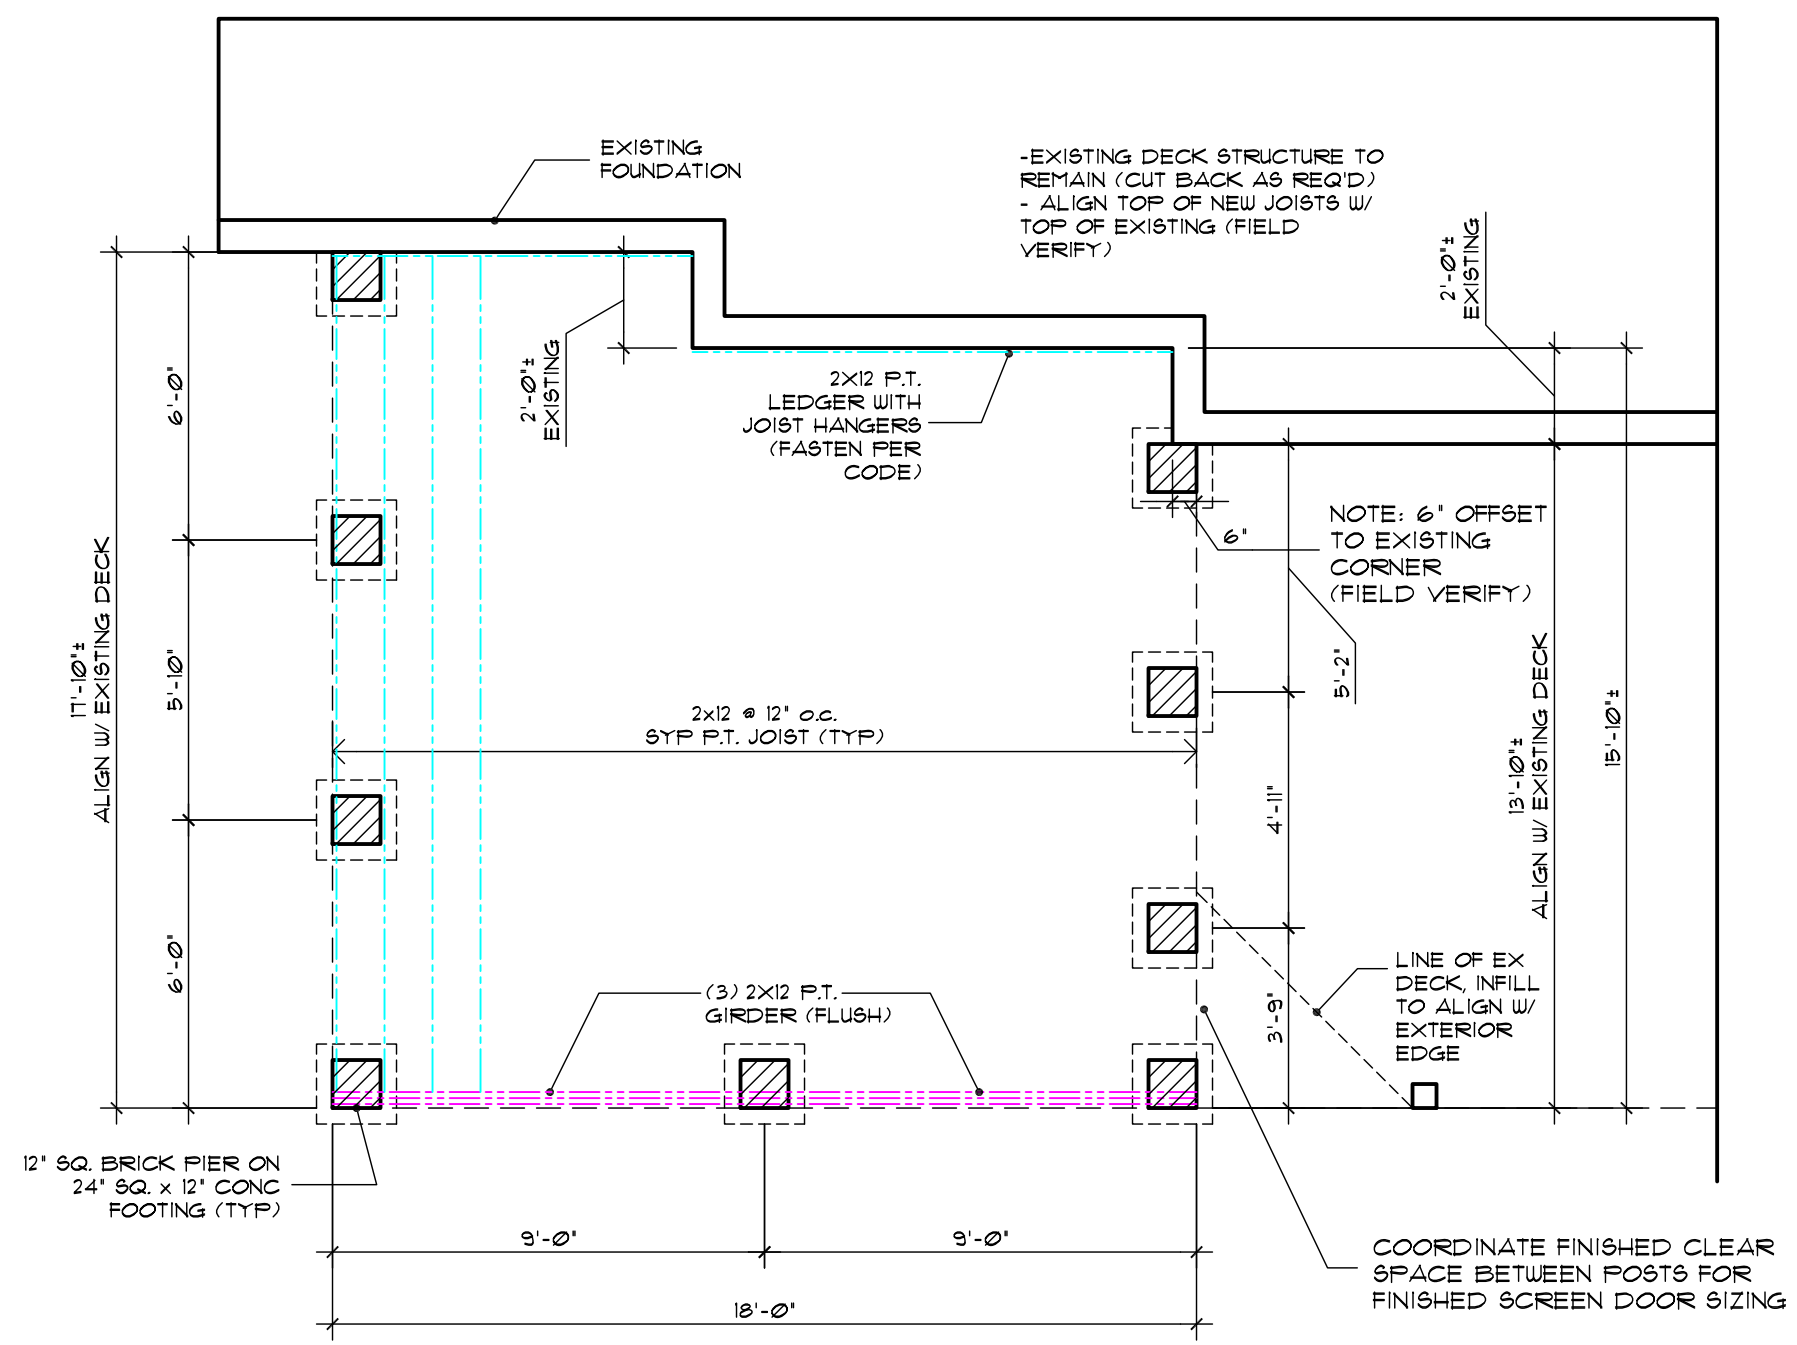 EXISTING
FOUNDATION
-EXISTING DECK STRUCTURE TO
REMAIN (CUT BACK AS REQ'D)
- ALIGN TOP OF NEW JOISTS W/
TOP OF EXISTING (FIELD
VERIFY)
2'-0"±
EXISTING
2'-0"±
EXISTING
6'-0"
2X12 P.T.
LEDGER WITH
JOIST HANGERS
(FASTEN PER
CODE)
6"
NOTE: 6" OFFSET
TO EXISTING
CORNER
(FIELD VERIFY)
17'-10"±
ALIGN W/ EXISTING DECK
5'-10"
5'-2"
2x12 @ 12" o.c.
SYP P.T. JOIST (TYP)
4'-11"
13'-10"±
ALIGN W/ EXISTING DECK
15'-10"±
6'-0"
(3) 2X12 P.T.
GIRDER (FLUSH)
3'-9"
LINE OF EX
DECK, INFILL
TO ALIGN W/
EXTERIOR
EDGE
12" SQ. BRICK PIER ON
24" SQ. x 12" CONC
FOOTING (TYP)
9'-0"
9'-0"
COORDINATE FINISHED CLEAR
SPACE BETWEEN POSTS FOR
FINISHED SCREEN DOOR SIZING
18'-0"